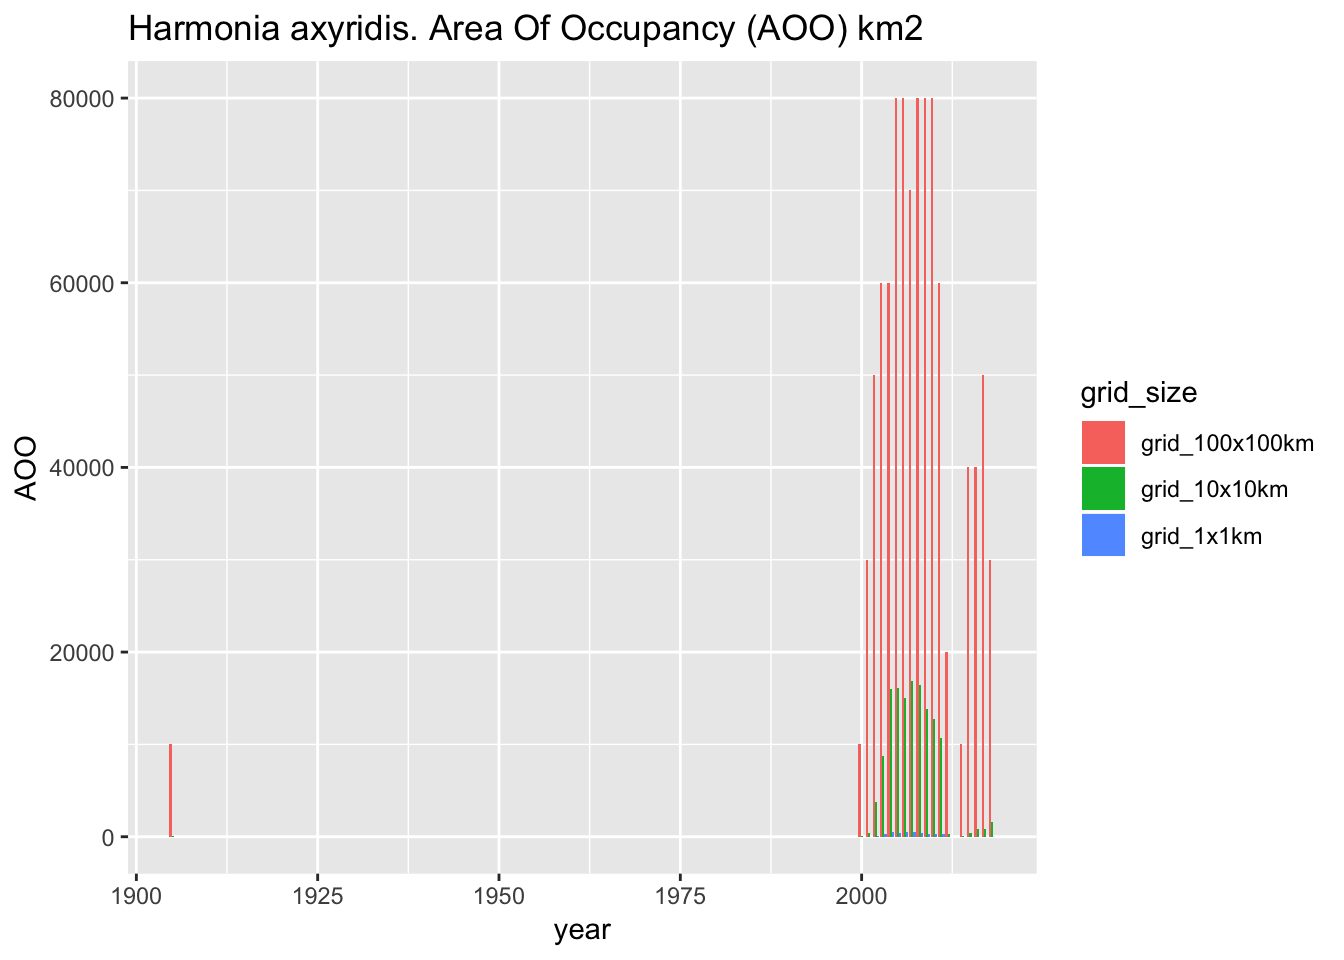 Harmonia axyridis. Area Of Occupancy (AOO) km2
80000
60000
40000
20000
0
AOO
1900
1925
1950
1975
2000
year
grid_size
grid_100x100km
grid_10x10km
grid_1x1km